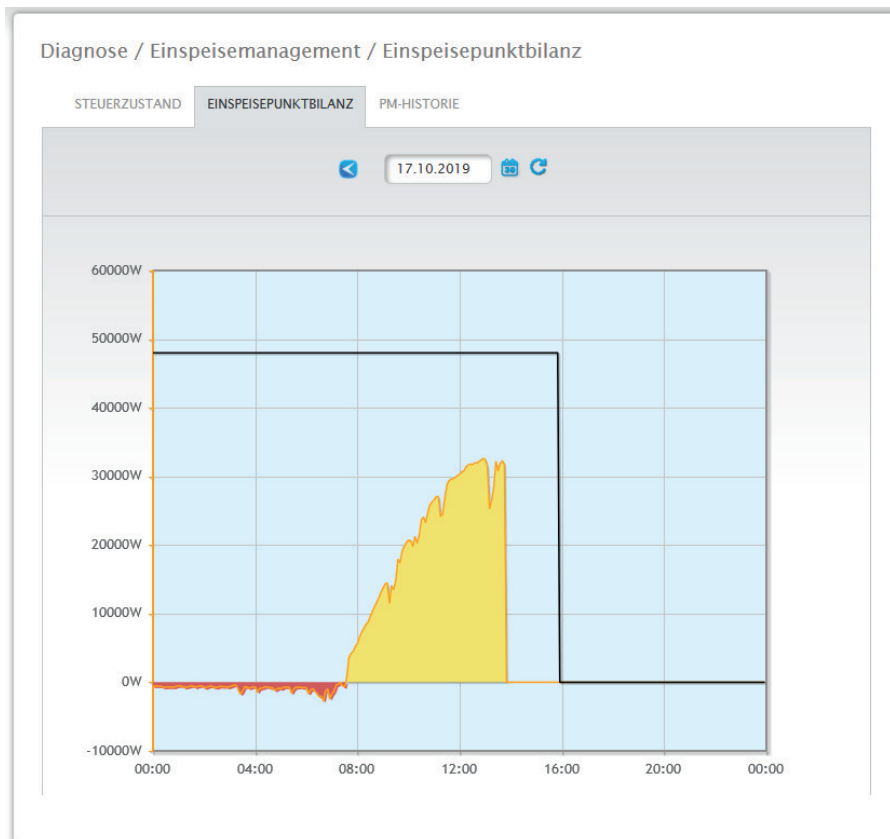 Diagnose / Einspeisemanagement / Einspeisepunktbilanz
STEUERZUSTAND EINSPEISEPUNKTBILANZ PM-HISTORIE
17.10.2019 30
60000W
50000W
40000W
30000W
20000W
10000W
0W
-10000W
00:00 04:00 08:00 12:00 16:00 20:00 00:00